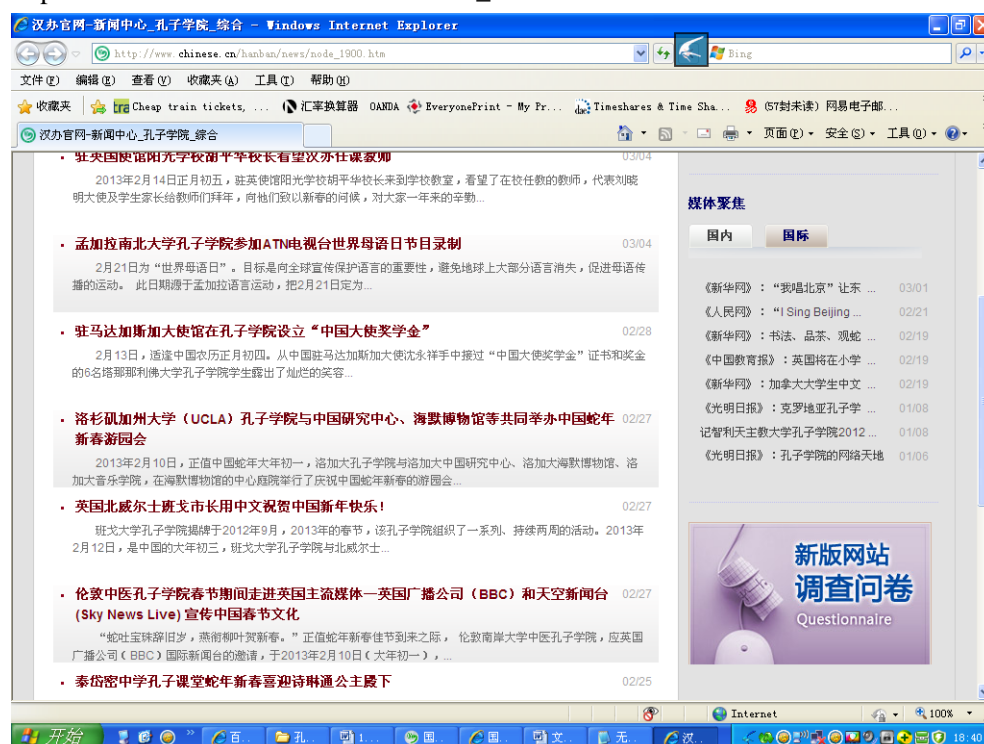 汉办官网-新闻中心_孔子学院_综合 - Windows Internet Explorer
http://www.chinese.cn/hanban/news/node_1900.htm
Bing
文件(F) 编辑(E) 查看(V) 收藏夹(A) 工具(T) 帮助(H)
收藏夹 tra Cheap train tickets, ... 汇率换算器 OANDA EveryonePrint - My Pr... Timeshares & Time Sha... (57封未读) 网易电子邮...
汉办官网-新闻中心_孔子学院_综合
页面(P) 安全(S) 工具(O)
驻英国使馆阳光学校胡平华校长看望汉办任课教师 03/04
2013年2月14日正月初五，驻英使馆阳光学校胡平华校长来到学校教室，看望了在校任教的教师，代表刘晓
明大使及学生家长给教师们拜年，向他们致以新春的问候，对大家一年来的辛勤...
孟加拉南北大学孔子学院参加ATN电视台世界母语日节目录制 03/04
2月21日为“世界母语日”。目标是向全球宣传保护语言的重要性，避免地球上大部分语言消失，促进母语传
播的运动。 此日期源于孟加拉语言运动，把2月21日定为...
驻马达加斯加大使馆在孔子学院设立“中国大使奖学金” 02/28
2月13日，适逢中国农历正月初四。从中国驻马达加斯加大使沈永祥手中接过“中国大使奖学金”证书和奖金
的6名塔那那利佛大学孔子学院学生露出了灿烂的笑容...
洛杉矶加州大学（UCLA）孔子学院与中国研究中心、海默博物馆等共同举办中国蛇年 02/27
新春游园会
2013年2月10日，正值中国蛇年大年初一，洛加大孔子学院与洛加大中国研究中心、洛加大海默博物馆、洛
加大音乐学院，在海默博物馆的中心庭院举行了庆祝中国蛇年新春的游园会...
英国北威尔士班戈市长用中文祝贺中国新年快乐！ 02/27
班戈大学孔子学院揭牌于2012年9月，2013年的春节，该孔子学院组织了一系列、持续两周的活动。2013年
2月12日，是中国的大年初三，班戈大学孔子学院与北威尔士...
伦敦中医孔子学院春节期间走进英国主流媒体—英国广播公司（BBC）和天空新闻台 02/27
(Sky News Live) 宣传中国春节文化
“蛇吐宝珠辞旧岁，燕衔柳叶贺新春。”正值蛇年新春佳节到来之际， 伦敦南岸大学中医孔子学院，应英国
广播公司（BBC）国际新闻台的邀请，于2013年2月10日（大年初一），...
泰岱密中学孔子课堂蛇年新春喜迎诗琳通公主殿下 02/25
媒体聚焦
国内 国际
《新华网》：“我唱北京”让东 ... 03/01
《人民网》：“I Sing Beijing ... 02/21
《新华网》：书法、品茶、观蛇 ... 02/19
《中国教育报》：英国将在小学 ... 02/19
《新华网》：加拿大大学生中文 ... 02/19
《光明日报》：克罗地亚孔子学 ... 01/08
记智利天主教大学孔子学院2012 ... 01/08
《光明日报》：孔子学院的网络天地 01/06
新版网站
调查问卷
Questionnaire
Internet 100%
开始 百.. 孔.. 1... 国.. 国.. 文.. 无.. 汉.. 18:40